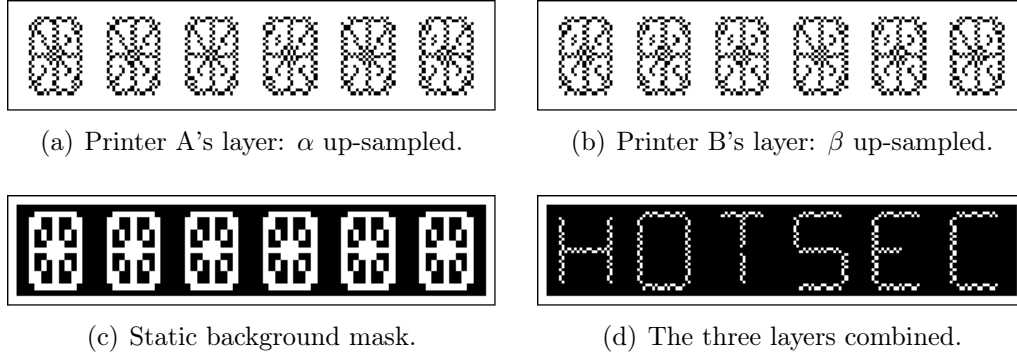 (a) Printer A's layer: α up-sampled.
(b) Printer B's layer: β up-sampled.
HOTSEC
(c) Static background mask.
(d) The three layers combined.